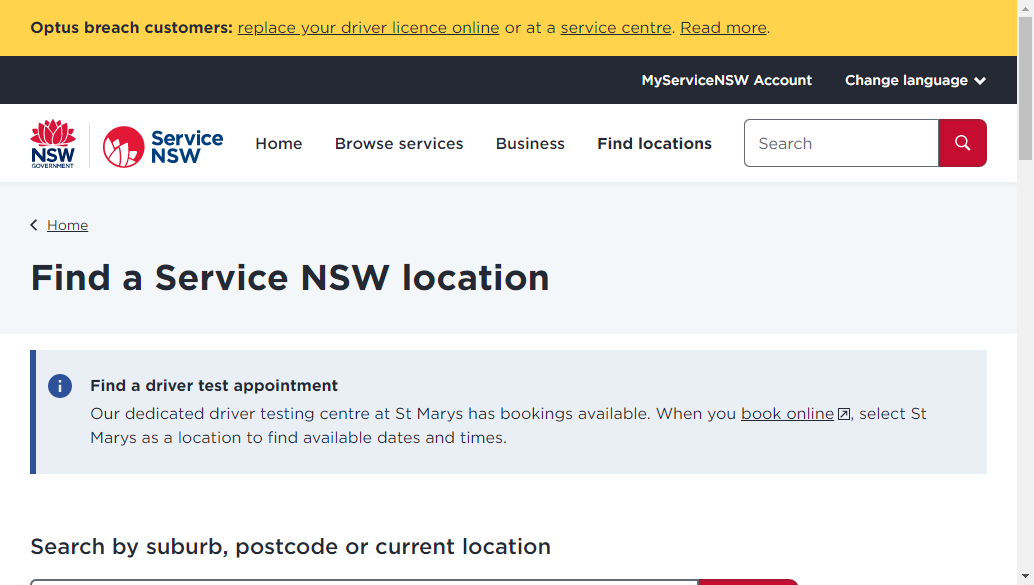 Optus breach customers: replace your driver licence online or at a service centre. Read more.
MyServiceNSW Account Change language
NSW
GOVERNMENT
Service
NSW
Home Browse services Business Find locations Search
Home
Find a Service NSW location
Find a driver test appointment
Our dedicated driver testing centre at St Marys has bookings available. When you book online, select St
Marys as a location to find available dates and times.
Search by suburb, postcode or current location